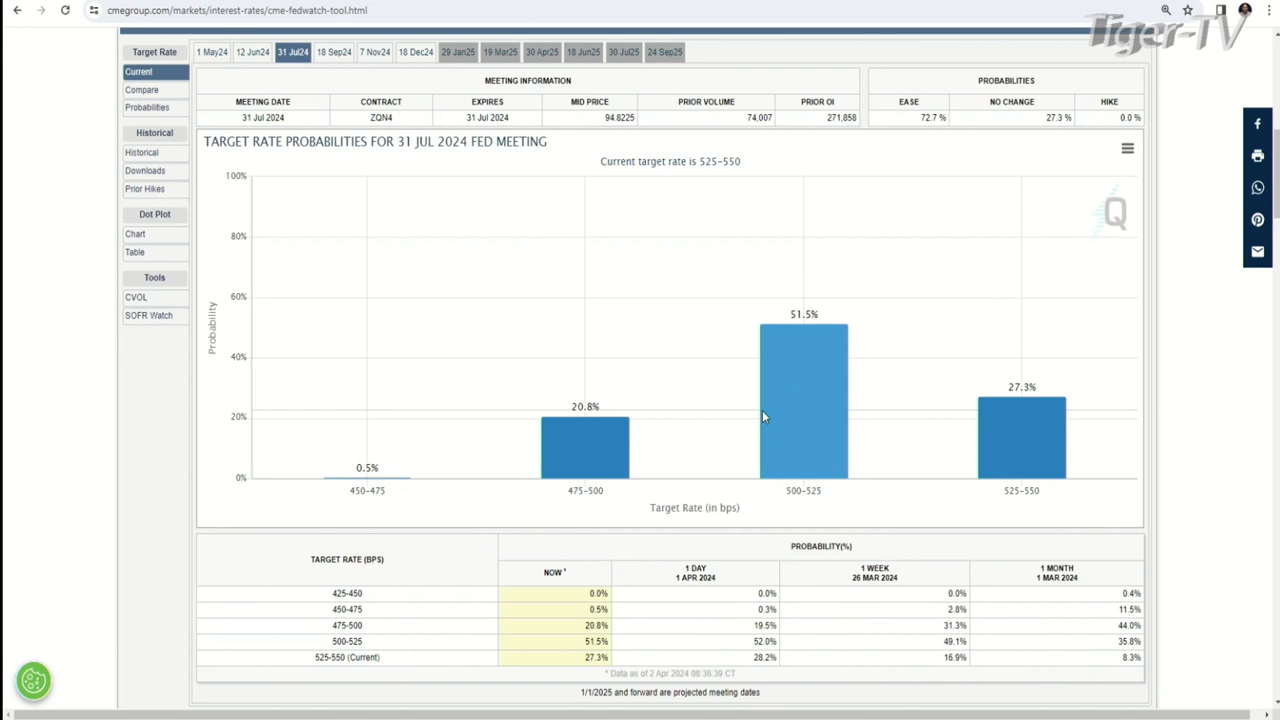 cmegroup.com/markets/interest-rates/cme-fedwatch-tool.html
Tiger-TV
Target Rate
Current
Compare
Probabilities
Historical
Historical
Downloads
Prior Hikes
Dot Plot
Chart
Table
Tools
CVOL
SOFR Watch
1 May24 12 Jun24 31 Jul24 18 Sep24 7 Nov24 18 Dec24 29 Jan25 19 Mar25 30 Apr25 18 Jun25 30 Jul25 24 Sep25
MEETING INFORMATION PROBABILITIES
MEETING DATE CONTRACT EXPIRES MID PRICE PRIOR VOLUME PRIOR OI EASE NO CHANGE HIKE
31 Jul 2024 ZQN4 31 Jul 2024 94.8225 74,007 271,858 72.7 % 27.3 % 0.0 %
TARGET RATE PROBABILITIES FOR 31 JUL 2024 FED MEETING
Current target rate is 525-550
Q
100%
80%
60%
40%
20%
0%
Probability
0.5% 20.8% 51.5% 27.3%
450-475 475-500 500-525 525-550
Target Rate (in bps)
TARGET RATE (BPS) PROBABILITY(%)
NOW * 1 DAY 1 WEEK 1 MONTH
1 APR 2024 26 MAR 2024 1 MAR 2024
425-450 0.0% 0.0% 0.0% 0.4%
450-475 0.5% 0.3% 2.8% 11.5%
475-500 20.8% 19.5% 31.3% 44.0%
500-525 51.5% 52.0% 49.1% 35.8%
525-550 (Current) 27.3% 28.2% 16.9% 8.3%
* Data as of 2 Apr 2024 08:36:39 CT
1/1/2025 and forward are projected meeting dates